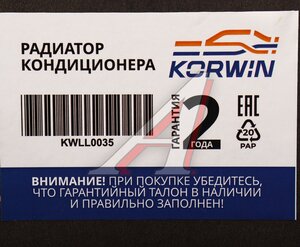 РАДИАТОР
КОНДИЦИОНЕРА
KORWIN
KWLL0035
ГАРАНТИЯ
2
ГОДА
EAC
20
PAP
ВНИМАНИЕ! ПРИ ПОКУПКЕ УБЕДИТЕСЬ,
ЧТО ГАРАНТИЙНЫЙ ТАЛОН В НАЛИЧИИ
И ПРАВИЛЬНО ЗАПОЛНЕН!